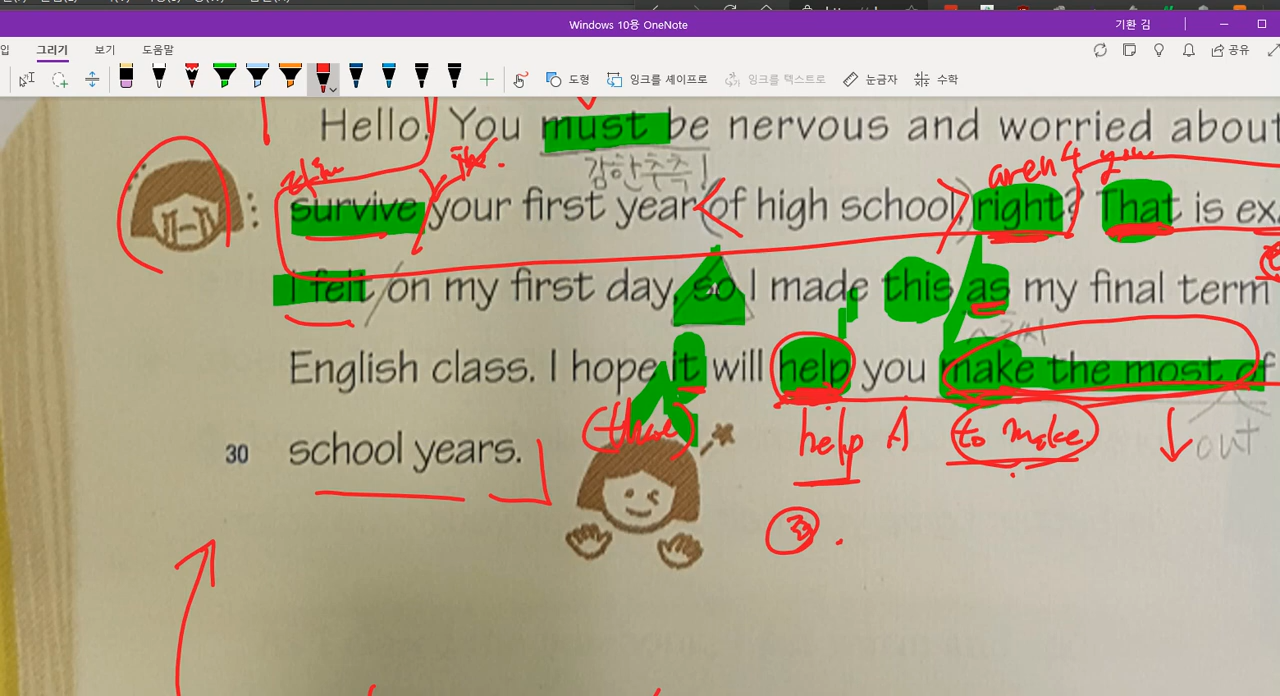 Windows 10용 OneNote
기환 김
그리기 보기 도움말
공유
도형 잉크를 셰이프로 잉크를 텍스트로 눈금자 수학
Hello. You must be nervous and worried about
강한추측!
aren't you
survive your first year of high school, right? That is ex
I felt on my first day, so I made this as my final term
English class. I hope it will help you make the most of
help A (to make) out
30 school years.